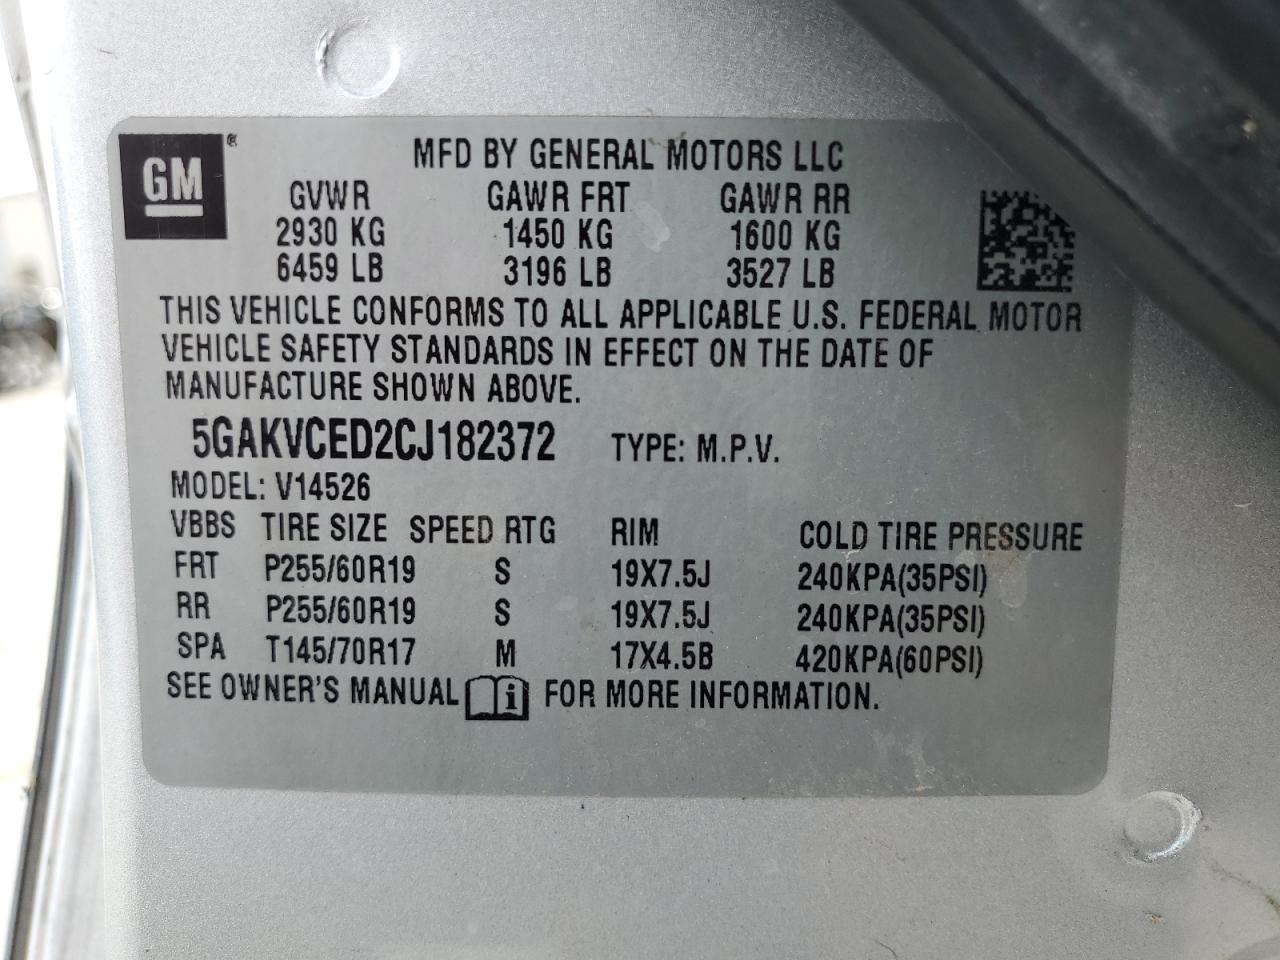 GM ® MFD BY GENERAL MOTORS LLC
GVWR GAWR FRT GAWR RR
2930 KG 1450 KG 1600 KG
6459 LB 3196 LB 3527 LB
THIS VEHICLE CONFORMS TO ALL APPLICABLE U.S. FEDERAL MOTOR
VEHICLE SAFETY STANDARDS IN EFFECT ON THE DATE OF
MANUFACTURE SHOWN ABOVE.
5GAKVCED2CJ182372 TYPE: M.P.V.
MODEL: V14526
VBBS TIRE SIZE SPEED RTG RIM COLD TIRE PRESSURE
FRT P255/60R19 S 19X7.5J 240KPA(35PSI)
RR P255/60R19 S 19X7.5J 240KPA(35PSI)
SPA T145/70R17 M 17X4.5B 420KPA(60PSI)
SEE OWNER'S MANUAL i FOR MORE INFORMATION.